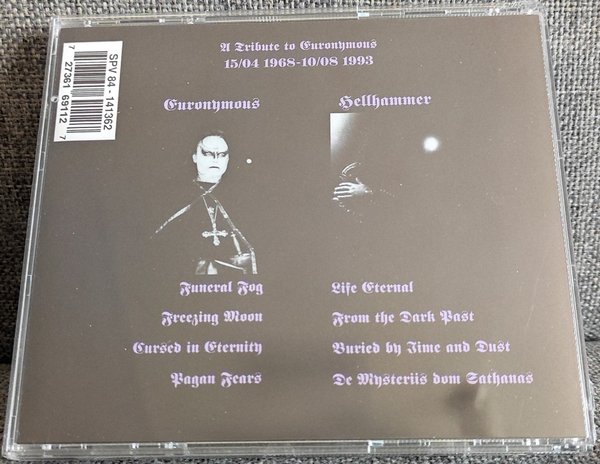 A Tribute to Euronymous
15/04 1968-10/08 1993
SPV 84 - 141362
7 27361 69112 7
Euronymous
Hellhammer
Funeral Fog
Freezing Moon
Cursed in Eternity
Pagan Fears
Life Eternal
From the Dark Past
Buried by Time and Dust
De Mysteriis dom Sathanas